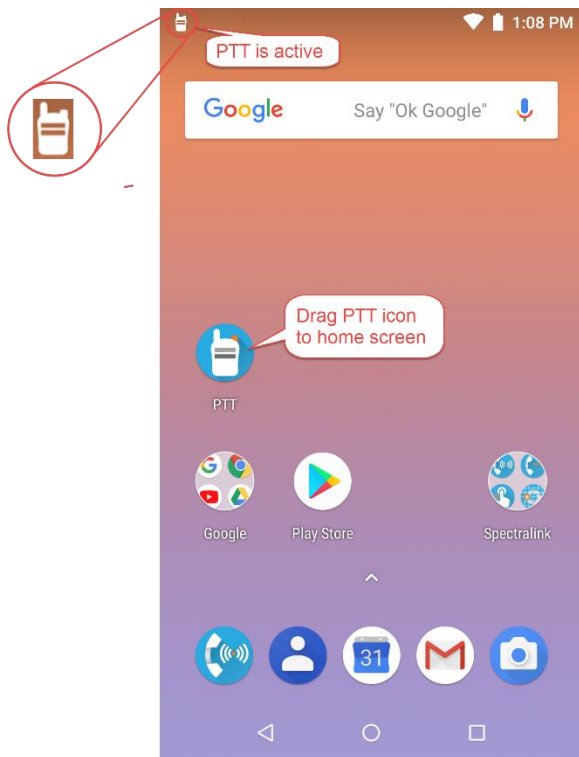 1:08 PM
PTT is active
Google Say "Ok Google"
Drag PTT icon
to home screen
PTT
Google Play Store Spectralink
31